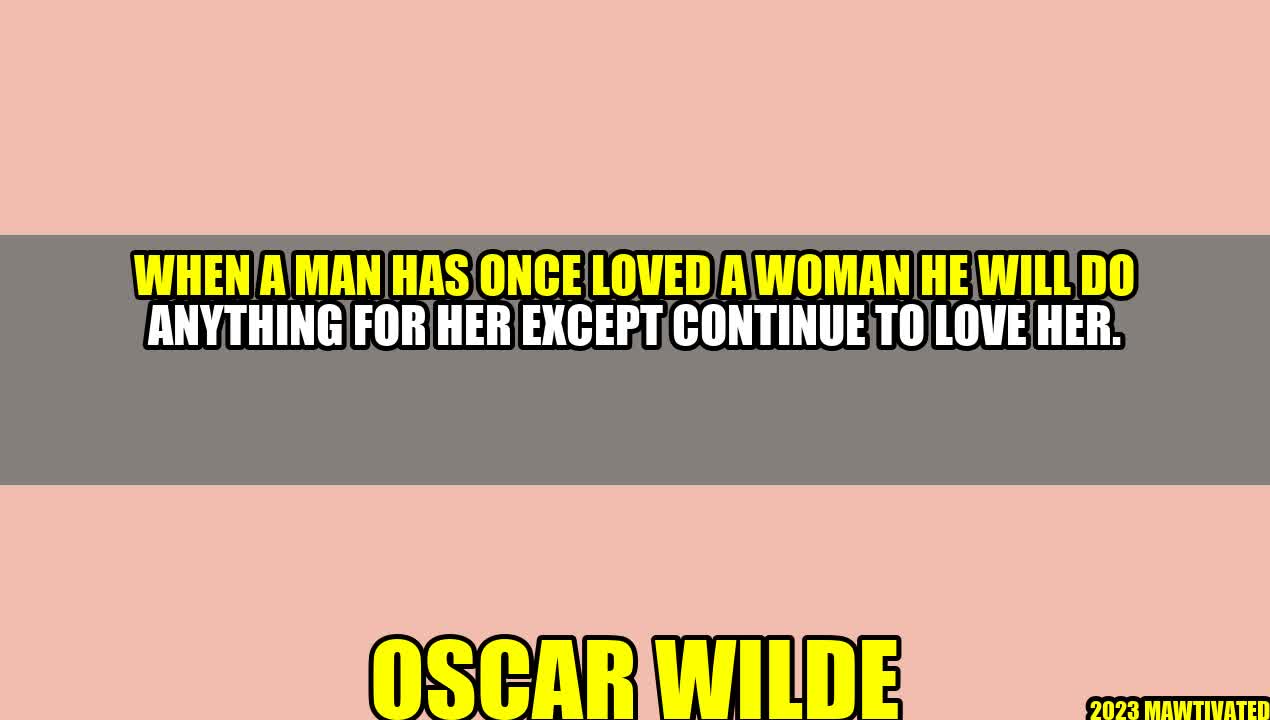 WHEN A MAN HAS ONCE LOVED A WOMAN HE WILL DO
ANYTHING FOR HER EXCEPT CONTINUE TO LOVE HER.
OSCAR WILDE
2023 MAWTIVATED